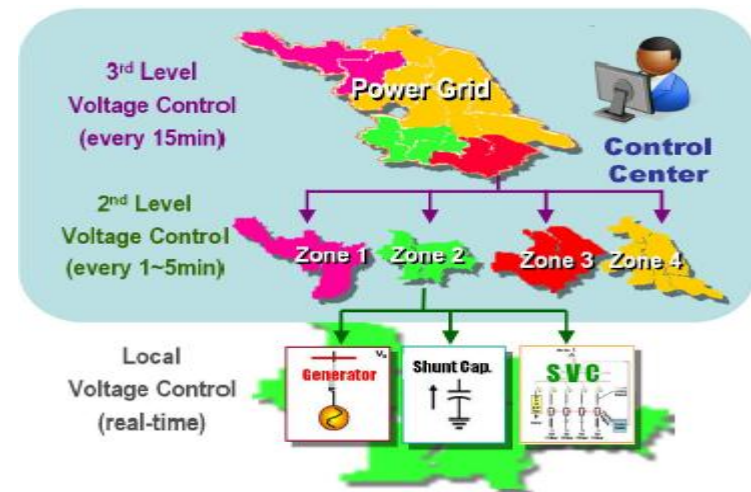 3rd Level
Voltage Control
(every 15min)
Power Grid
Control
Center
2nd Level
Voltage Control
(every 1~5min)
Zone 1
Zone 2
Zone 3
Zone 4
Local
Voltage Control
(real-time)
Generator
Shunt Cap.
SVC